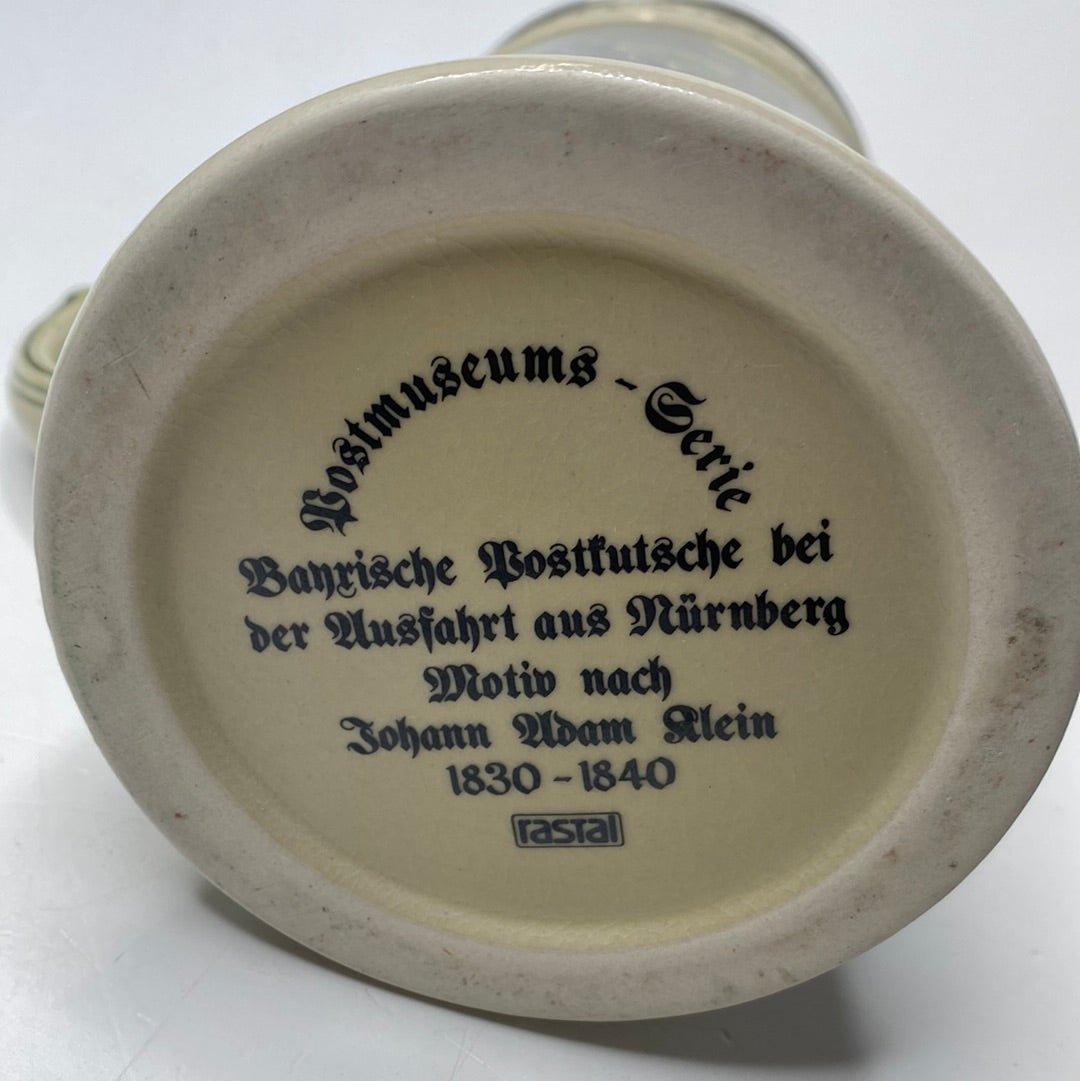 Postmuseums - Serie
Bayrische Postkutsche bei
der Ausfahrt aus Nürnberg
Motiv nach
Johann Adam Klein
1830 - 1840
rastal